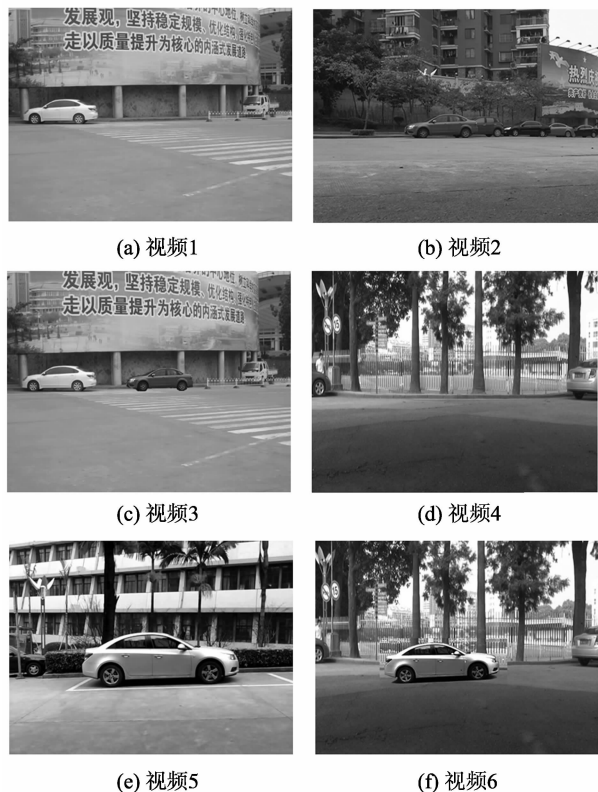 发展观,坚持稳定规模、优化结构
走以质量提升为核心的内涵式发展道路
热烈庆
(a) 视频1
(b) 视频2
发展观,坚持稳定规模、优化结构
走以质量提升为核心的内涵式发展道路
(c) 视频3
(d) 视频4
(e) 视频5
(f) 视频6